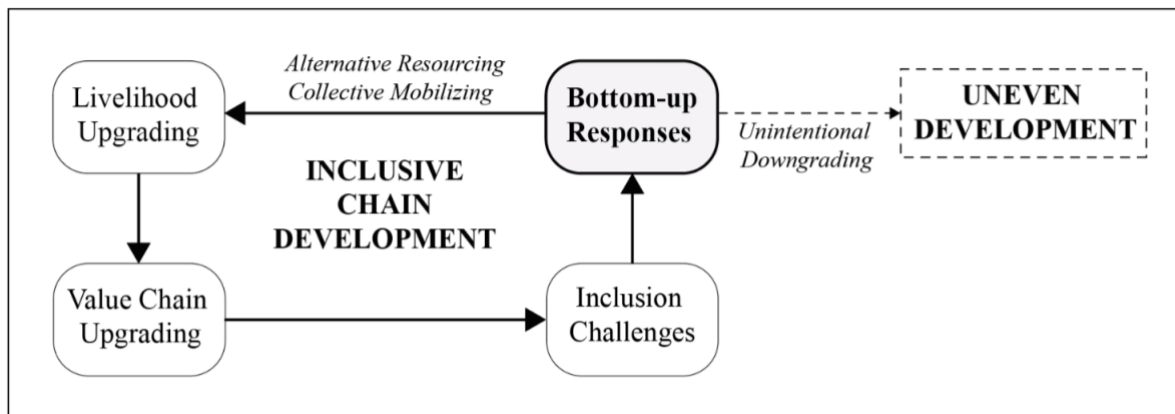 Alternative Resourcing
Collective Mobilizing
Livelihood
Upgrading
Bottom-up
Responses
Unintentional
Downgrading
UNEVEN
DEVELOPMENT
INCLUSIVE
CHAIN
DEVELOPMENT
Value Chain
Upgrading
Inclusion
Challenges